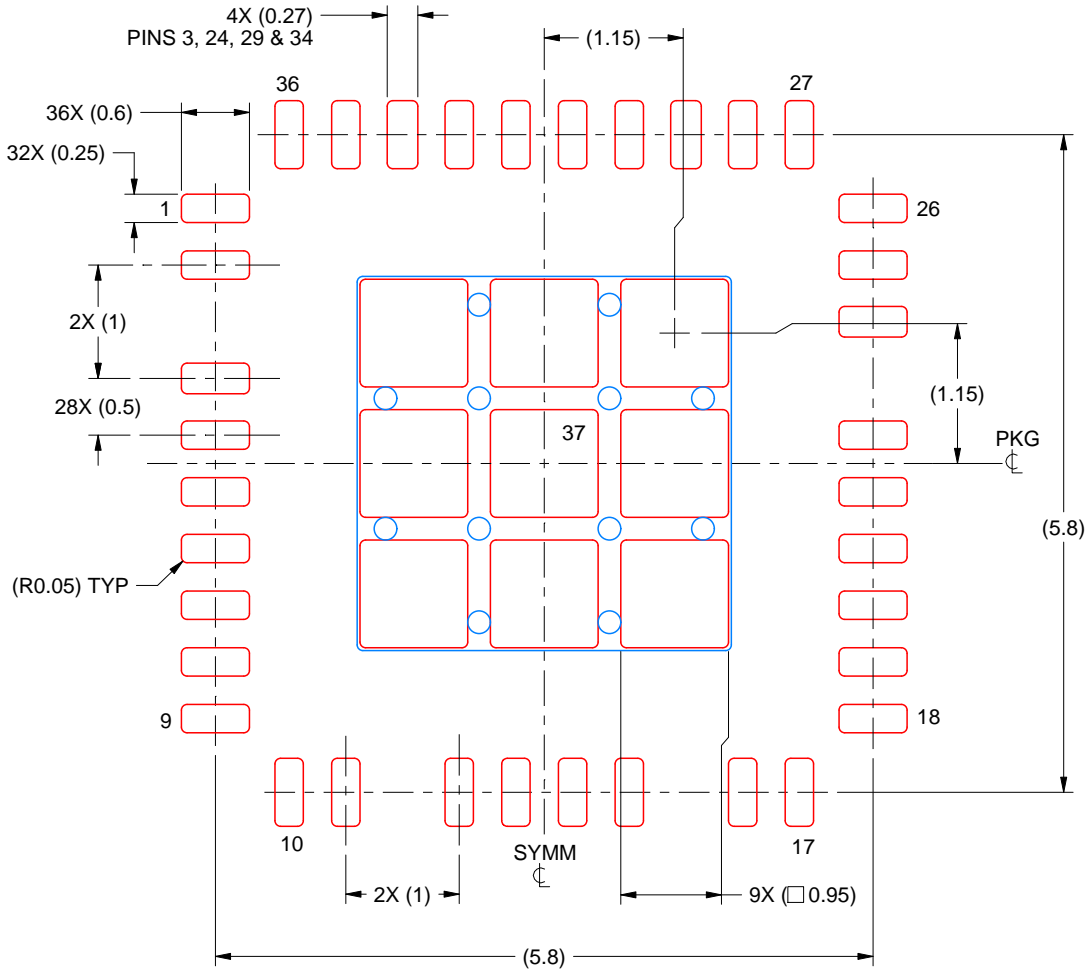 4X (0.27)
PINS 3, 24, 29 & 34
(1.15)
36
27
36X (0.6)
32X (0.25)
1
26
2X (1)
28X (0.5)
(1.15)
37
PKG
(5.8)
(R0.05) TYP
9
18
10
17
SYMM
2X (1)
9X (□ 0.95)
(5.8)